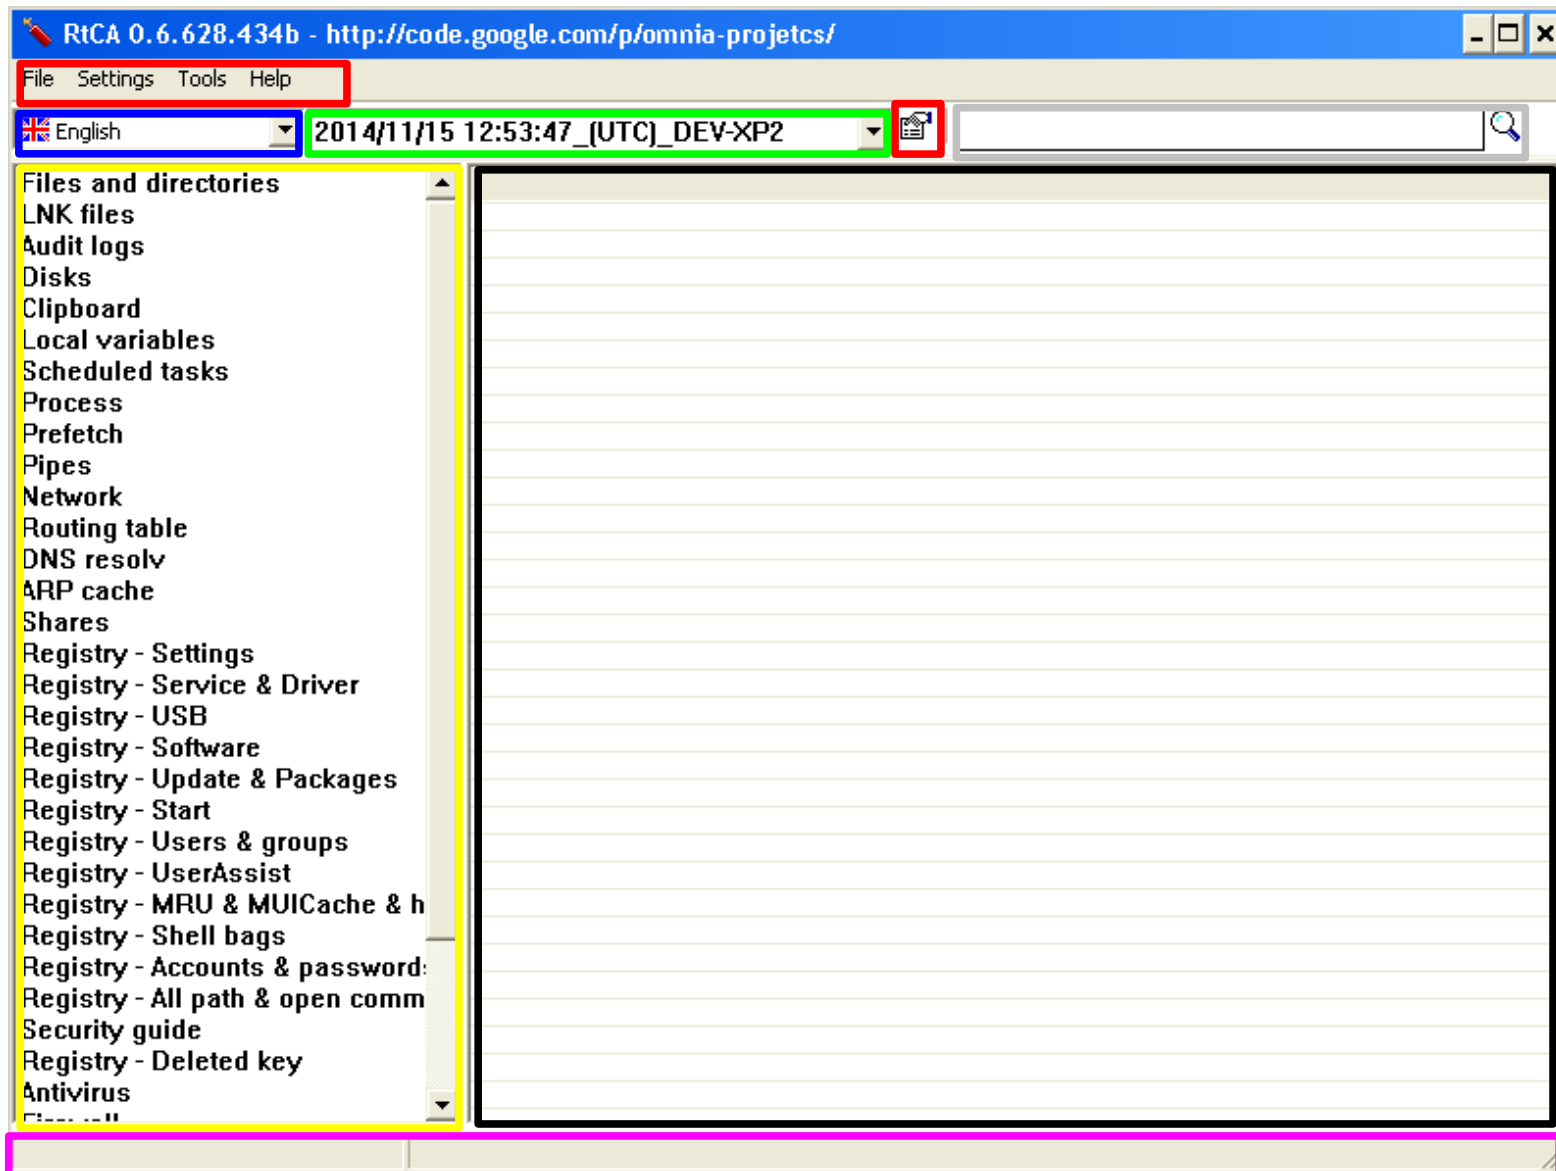 RtCA 0.6.628.434b - http://code.google.com/p/omnia-projetcs/
File Settings Tools Help
English 2014/11/15 12:53:47_(UTC)_DEV-XP2
Files and directories
LNK files
Audit logs
Disks
Clipboard
Local variables
Scheduled tasks
Process
Prefetch
Pipes
Network
Routing table
DNS resolv
ARP cache
Shares
Registry - Settings
Registry - Service & Driver
Registry - USB
Registry - Software
Registry - Update & Packages
Registry - Start
Registry - Users & groups
Registry - UserAssist
Registry - MRU & MUICache & h
Registry - Shell bags
Registry - Accounts & passwords
Registry - All path & open comm
Security guide
Registry - Deleted key
Antivirus